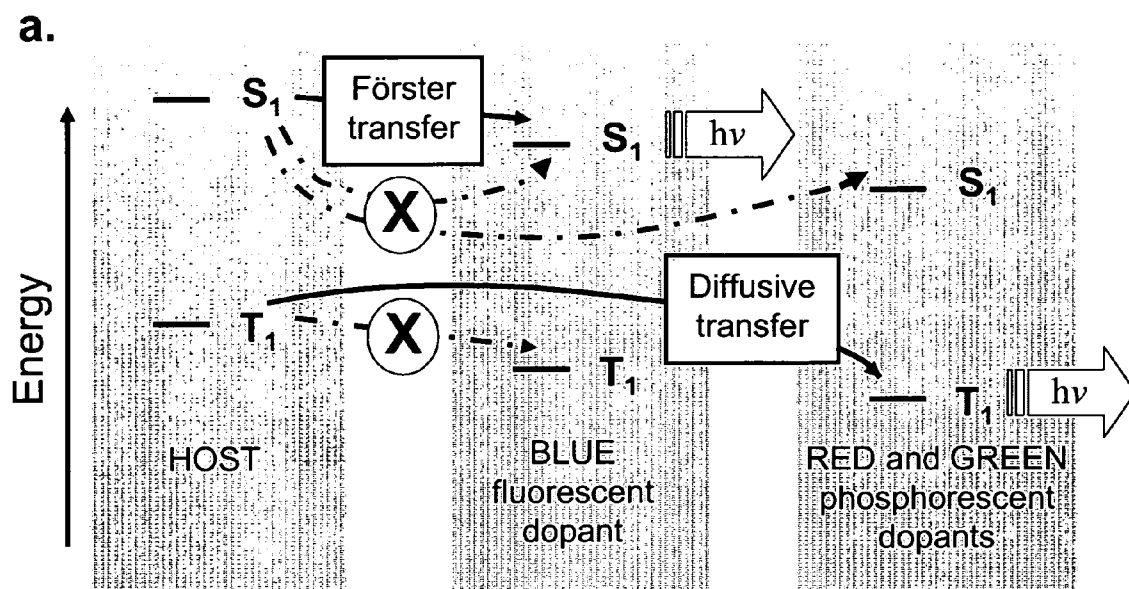 a.
Energy
S1
Förster
transfer
S1
hν
S1
X
Diffusive
transfer
T1
X
T1
T1
hν
HOST
BLUE
fluorescent
dopant
RED and GREEN
phosphorescent
dopants